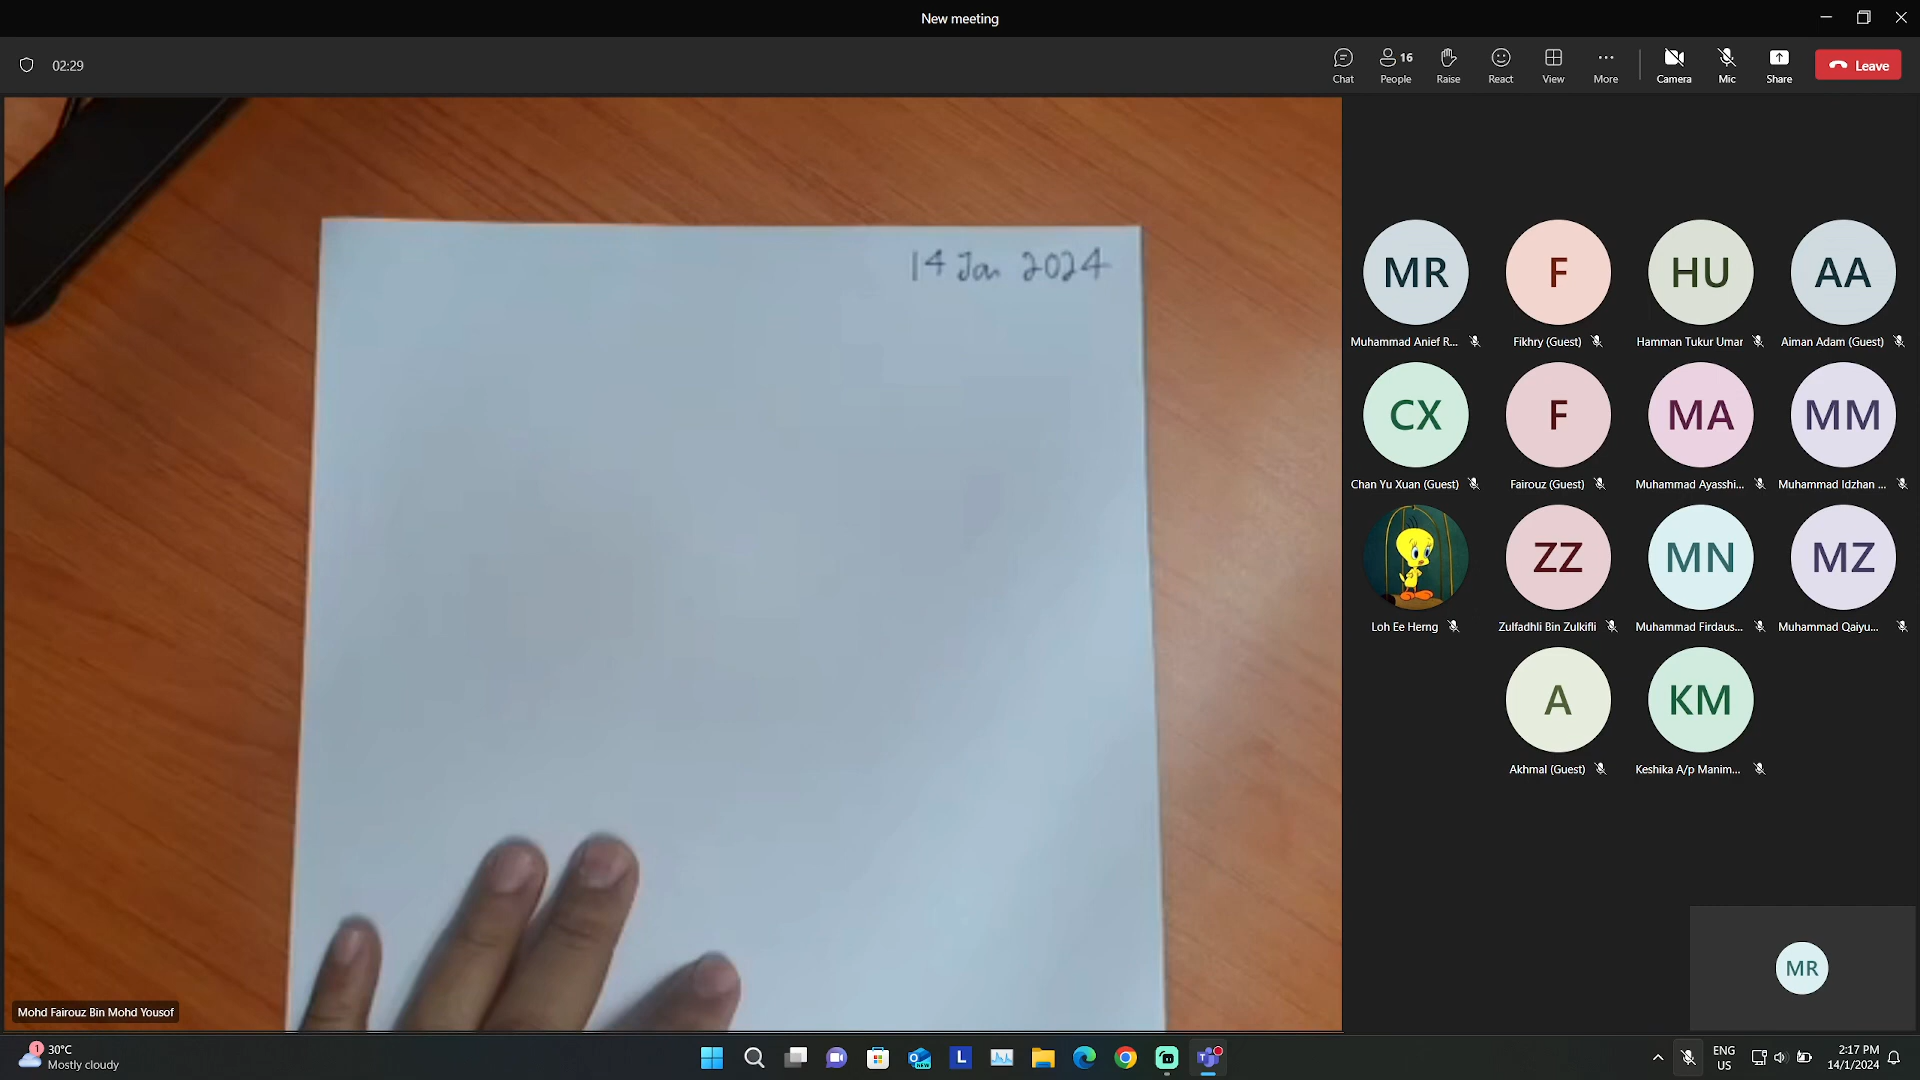 New meeting
02:29
Chat
16
People
Raise
React
View
More
Camera
Mic
Share
Leave
14 Jan 2024
MR
F
HU
AA
Muhammad Anief R...
Fikhry (Guest)
Hamman Tukur Umar
Aiman Adam (Guest)
CX
F
MA
MM
Chan Yu Xuan (Guest)
Fairouz (Guest)
Muhammad Ayasshi...
Muhammad Idzhan ...
ZZ
MN
MZ
Loh Ee Herng
Zulfadhli Bin Zulkifli
Muhammad Firdaus...
Muhammad Qaiyu...
A
KM
Akhmal (Guest)
Keshika A/p Manim...
MR
Mohd Fairouz Bin Mohd Yousof
1
30°C
Mostly cloudy
NEW
L
ENG
US
2:17 PM
14/1/2024